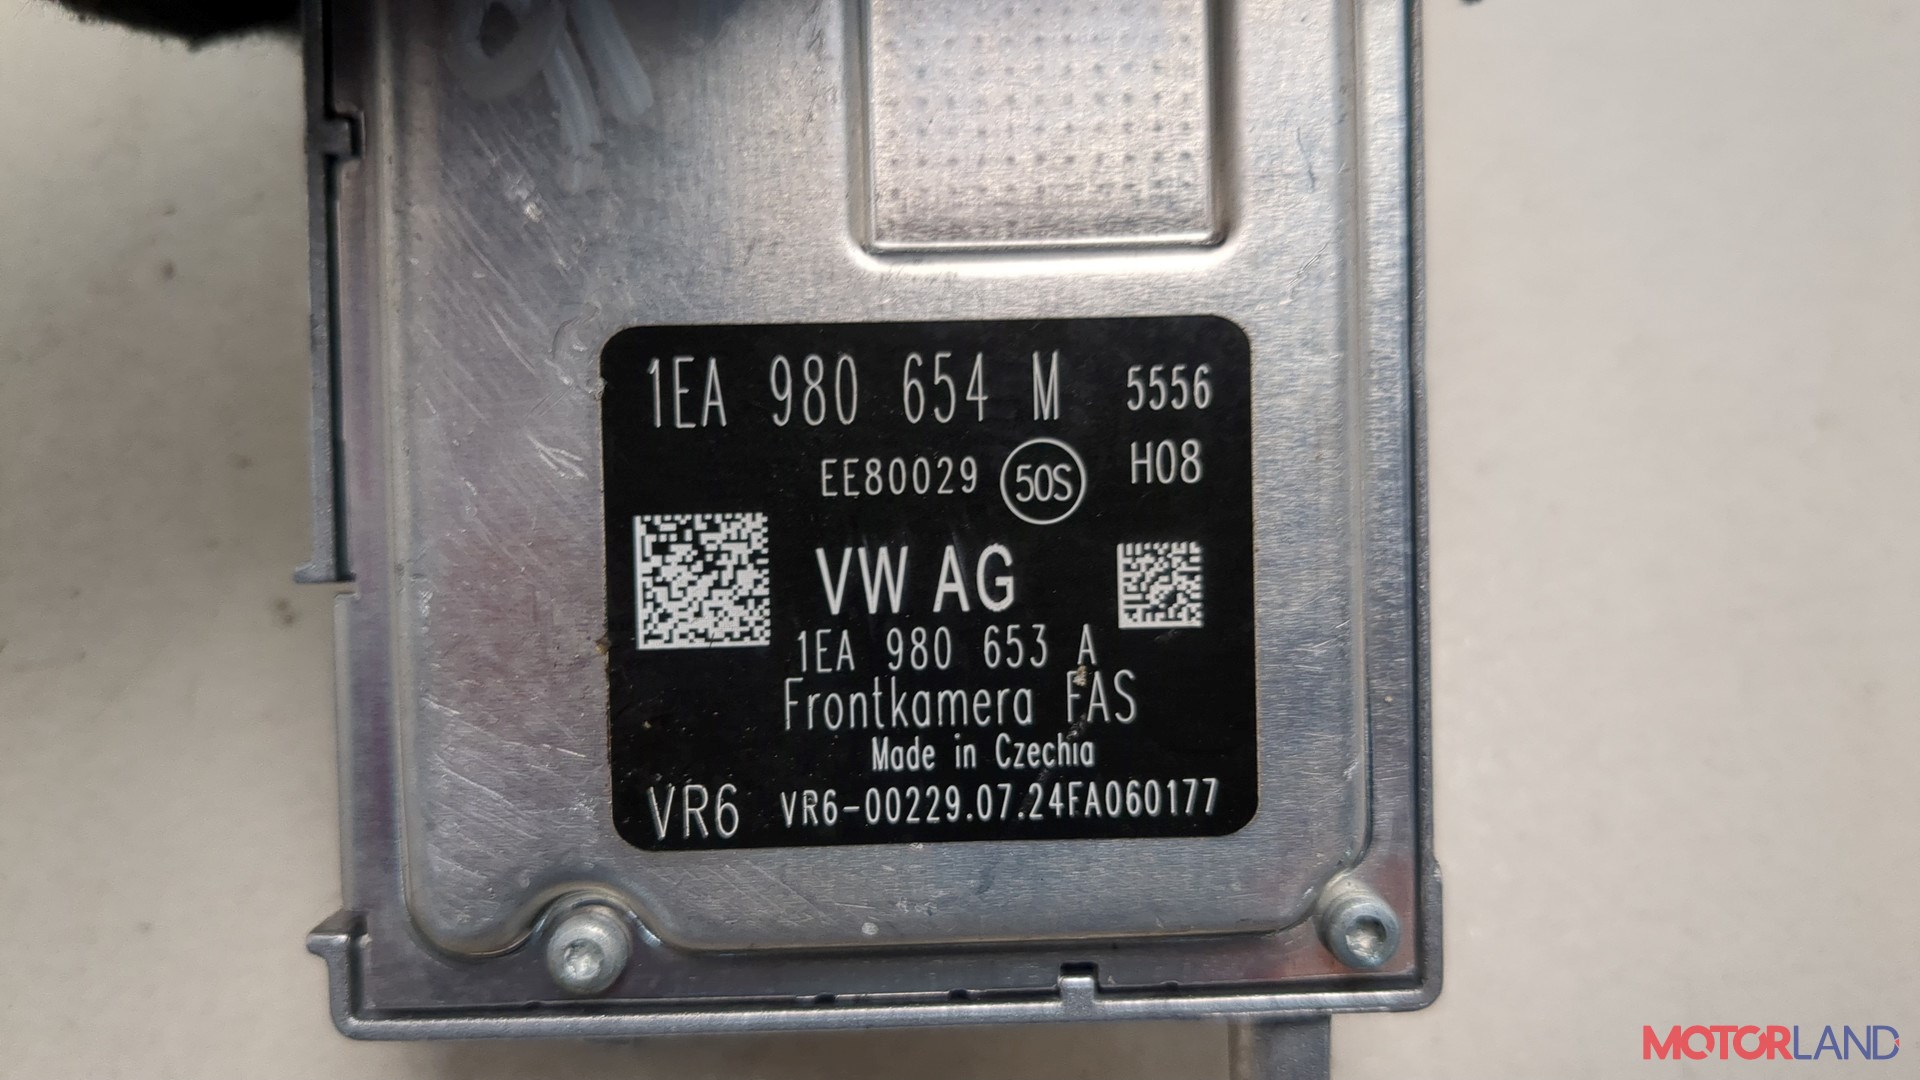 1EA 980 654 M 5556
EE80029 50S H08
VW AG
1EA 980 653 A
Frontkamera FAS
Made in Czechia
VR6 VR6-00229.07.24FA060177
MOTORLAND